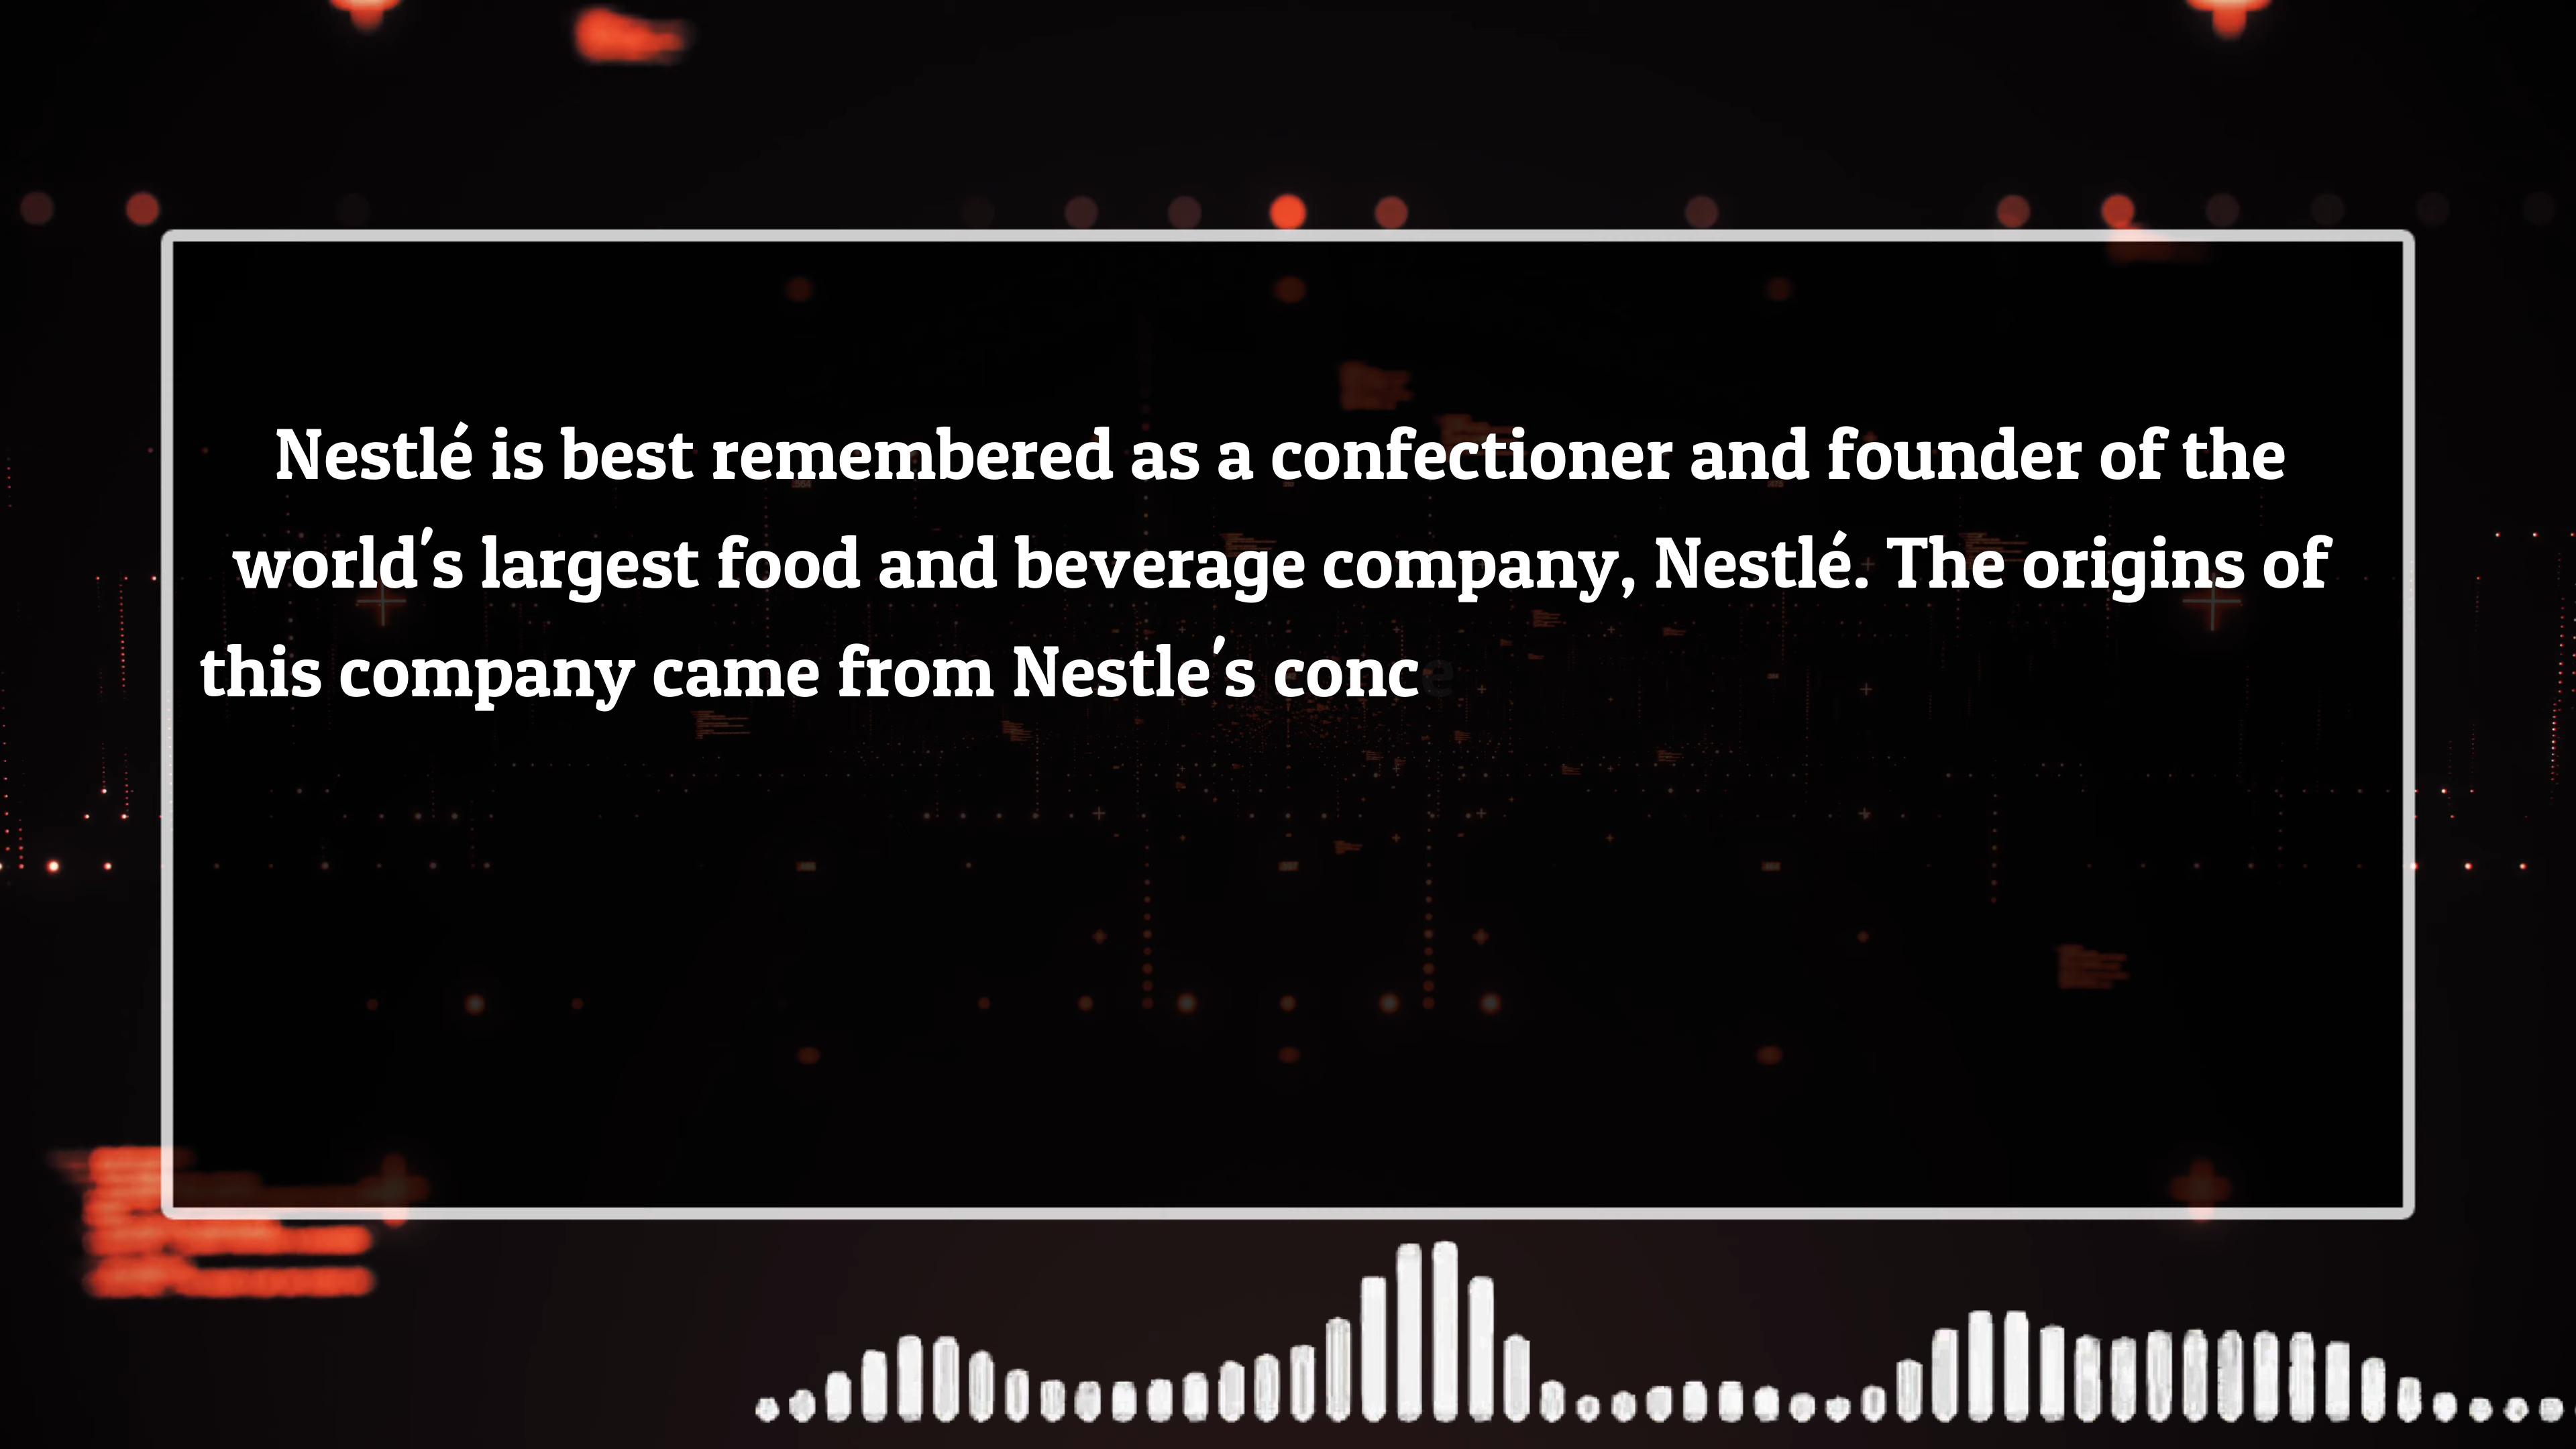 Nestlé is best remembered as a confectioner and founder of the
world's largest food and beverage company, Nestlé. The origins of
this company came from Nestle's conce